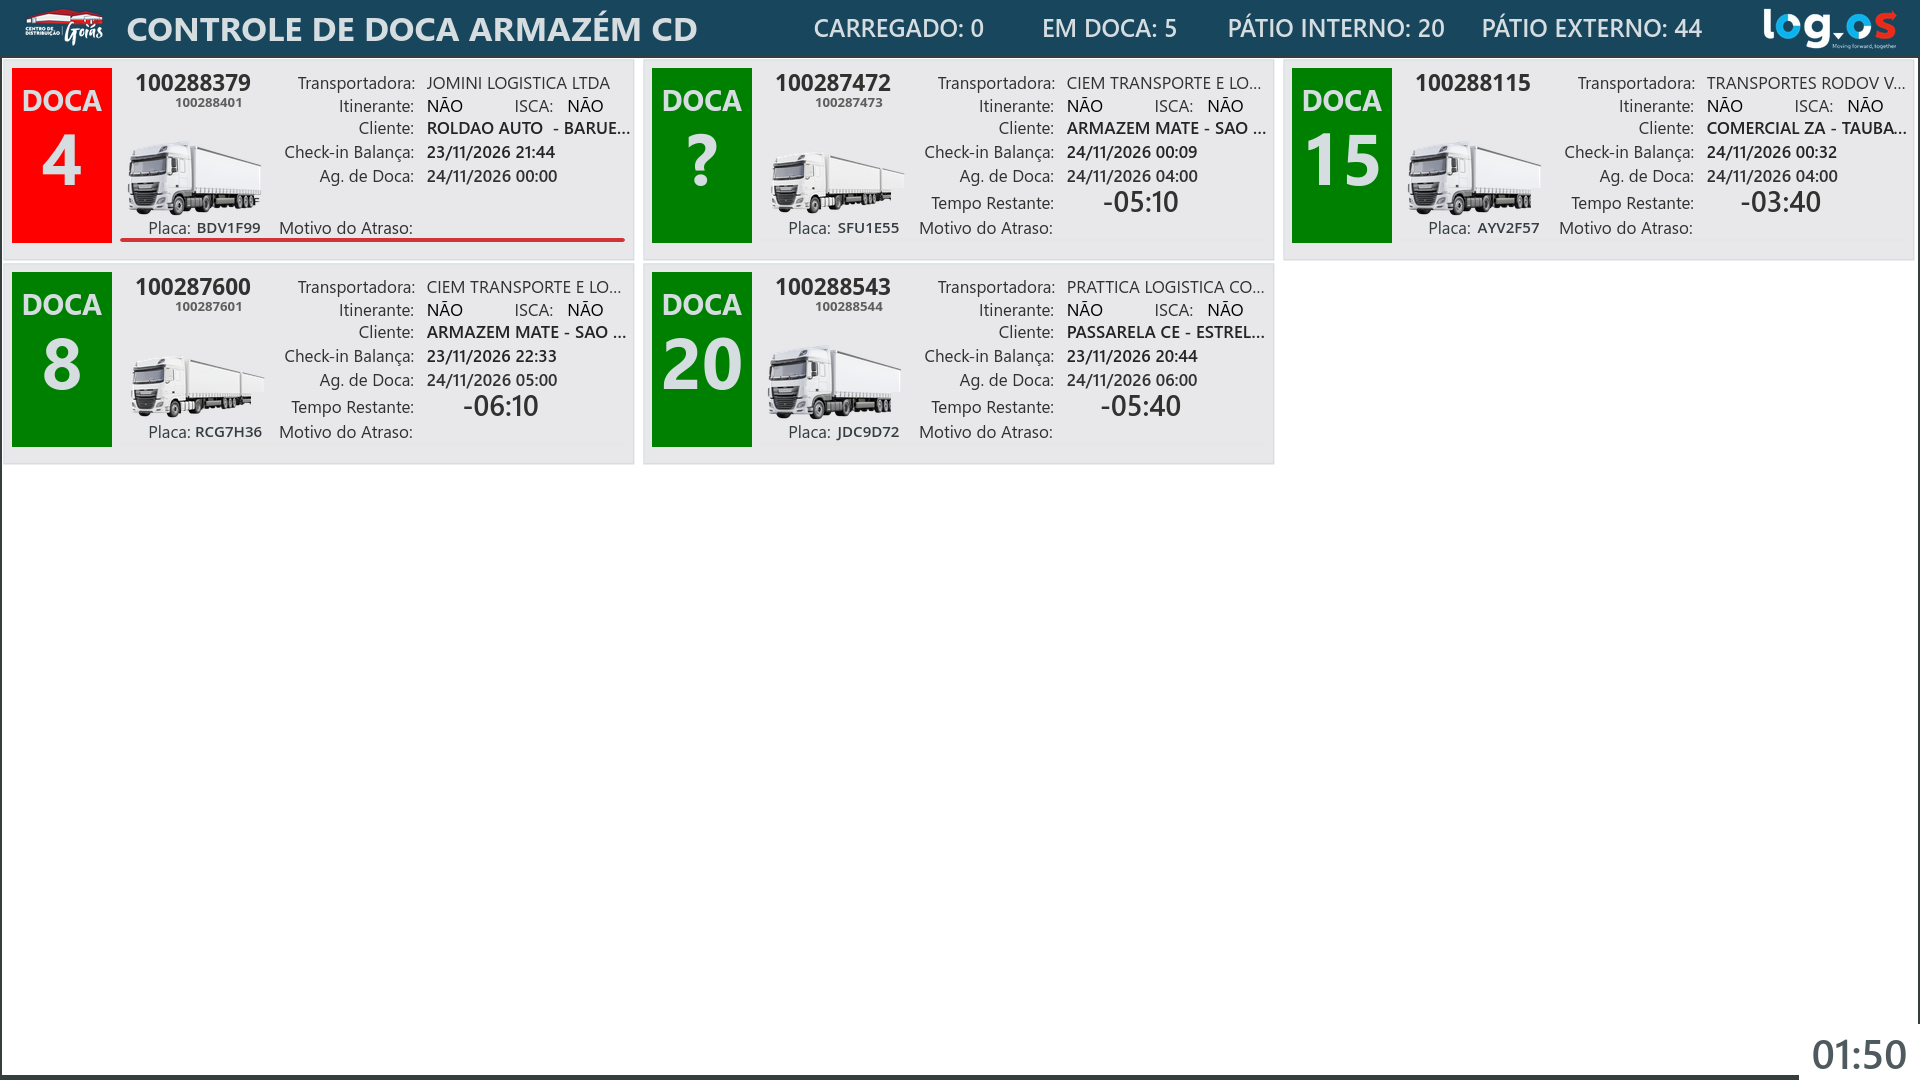 CENTRO DE DISTRIBUIÇÃO Goiás
CONTROLE DE DOCA ARMAZÉM CD
CARREGADO: 0
EM DOCA: 5
PÁTIO INTERNO: 20
PÁTIO EXTERNO: 44
log.os
Moving forward, together
DOCA
4
100288379
100288401
Placa: BDV1F99
Transportadora: JOMINI LOGISTICA LTDA
Itinerante: NÃO ISCA: NÃO
Cliente: ROLDAO AUTO - BARUE...
Check-in Balança: 23/11/2026 21:44
Ag. de Doca: 24/11/2026 00:00
Motivo do Atraso:
DOCA
?
100287472
100287473
Placa: SFU1E55
Transportadora: CIEM TRANSPORTE E LO...
Itinerante: NÃO ISCA: NÃO
Cliente: ARMAZEM MATE - SAO ...
Check-in Balança: 24/11/2026 00:09
Ag. de Doca: 24/11/2026 04:00
Tempo Restante: -05:10
Motivo do Atraso:
DOCA
15
100288115
Placa: AYV2F57
Transportadora: TRANSPORTES RODOV V...
Itinerante: NÃO ISCA: NÃO
Cliente: COMERCIAL ZA - TAUBA...
Check-in Balança: 24/11/2026 00:32
Ag. de Doca: 24/11/2026 04:00
Tempo Restante: -03:40
Motivo do Atraso:
DOCA
8
100287600
100287601
Placa: RCG7H36
Transportadora: CIEM TRANSPORTE E LO...
Itinerante: NÃO ISCA: NÃO
Cliente: ARMAZEM MATE - SAO ...
Check-in Balança: 23/11/2026 22:33
Ag. de Doca: 24/11/2026 05:00
Tempo Restante: -06:10
Motivo do Atraso:
DOCA
20
100288543
100288544
Placa: JDC9D72
Transportadora: PRATTICA LOGISTICA CO...
Itinerante: NÃO ISCA: NÃO
Cliente: PASSARELA CE - ESTREL...
Check-in Balança: 23/11/2026 20:44
Ag. de Doca: 24/11/2026 06:00
Tempo Restante: -05:40
Motivo do Atraso:
01:50